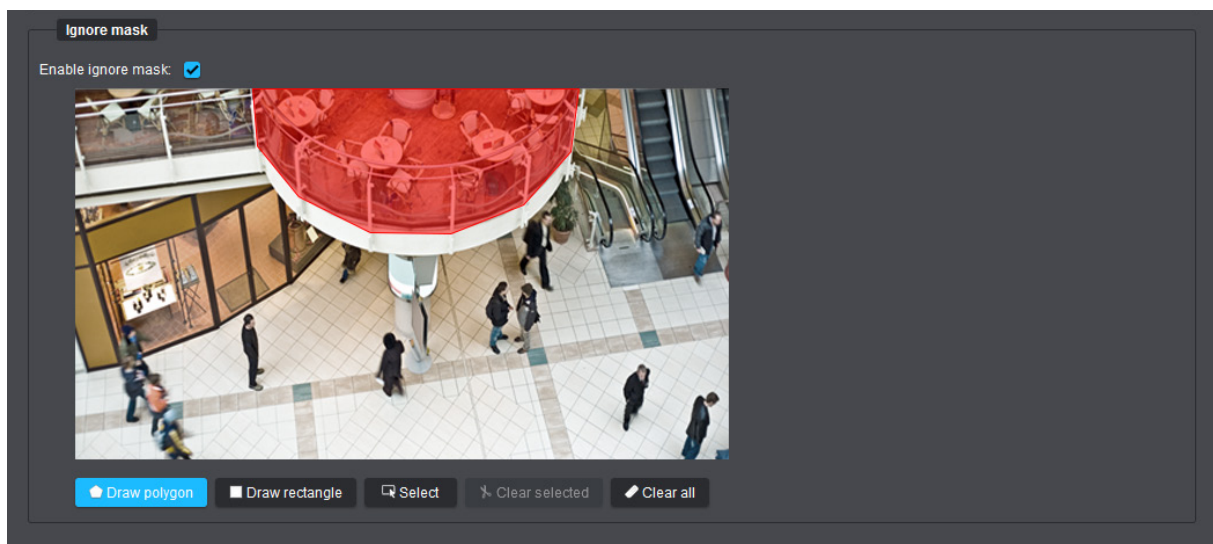 Ignore mask
Enable ignore mask:
Draw polygon Draw rectangle Select Clear selected Clear all